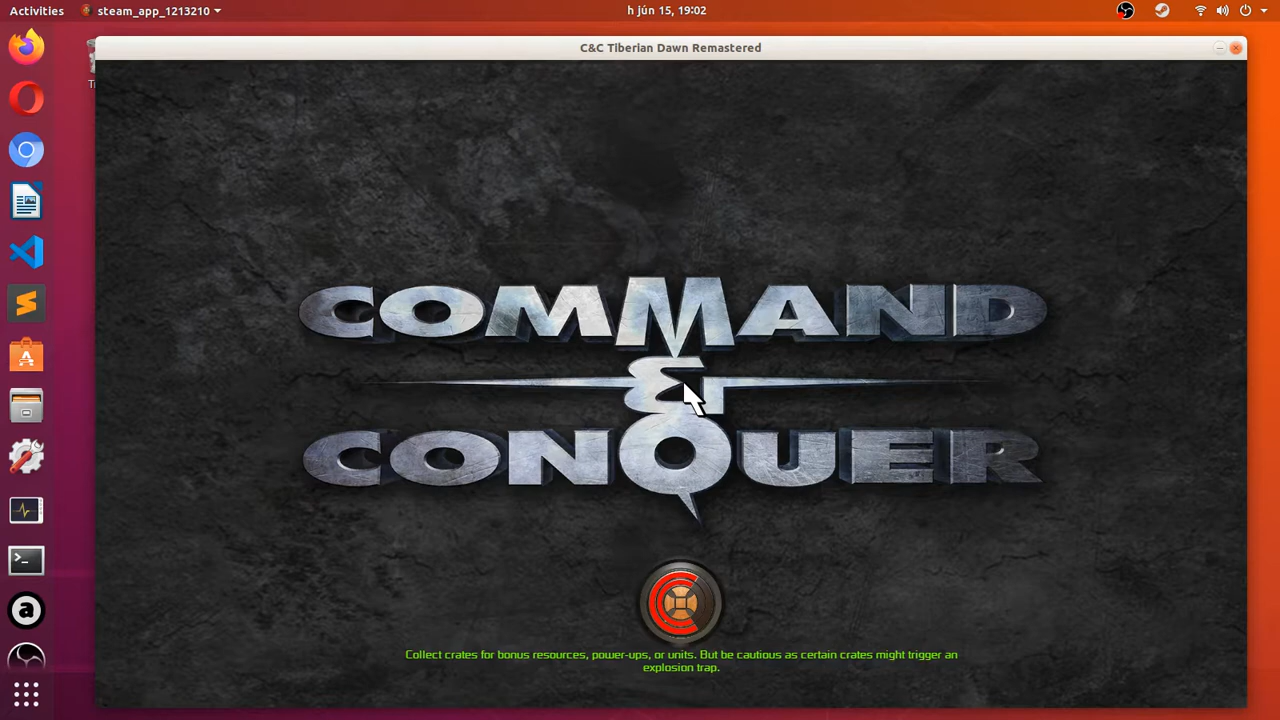 Activities steam_app_1213210 h jún 15, 19:02
C&C Tiberian Dawn Remastered
COMMAND
&
CONQUER
Collect crates for bonus resources, power-ups, or units. But be cautious as certain crates might trigger an
explosion trap.